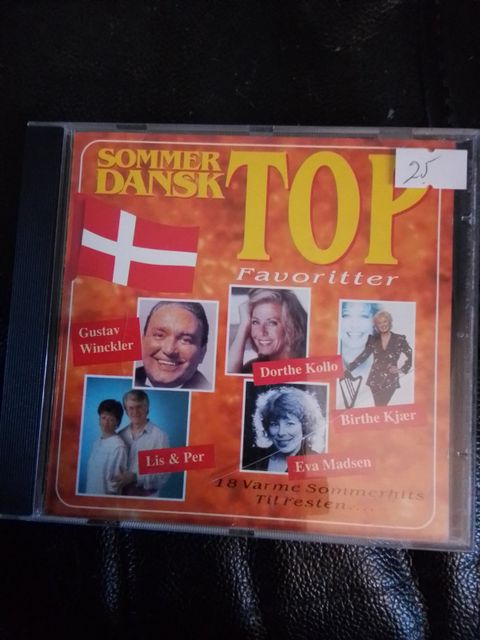 SOMMER
DANSK
TOP
25
Favoritter
Gustav
Winckler
Dorthe Kollo
Birthe Kjær
Lis & Per
Eva Madsen
18 Varme Sommerhits
Til Festen....